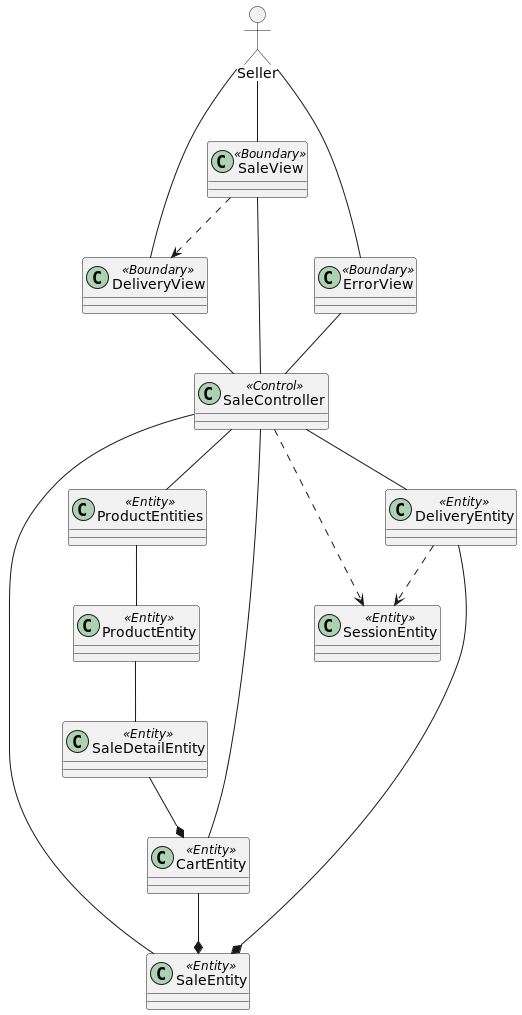 Seller
C «Boundary»
SaleView
C «Boundary»
DeliveryView
C «Boundary»
ErrorView
C «Control»
SaleController
C «Entity»
ProductEntities
C «Entity»
DeliveryEntity
C «Entity»
ProductEntity
C «Entity»
SessionEntity
C «Entity»
SaleDetailEntity
C «Entity»
CartEntity
C «Entity»
SaleEntity